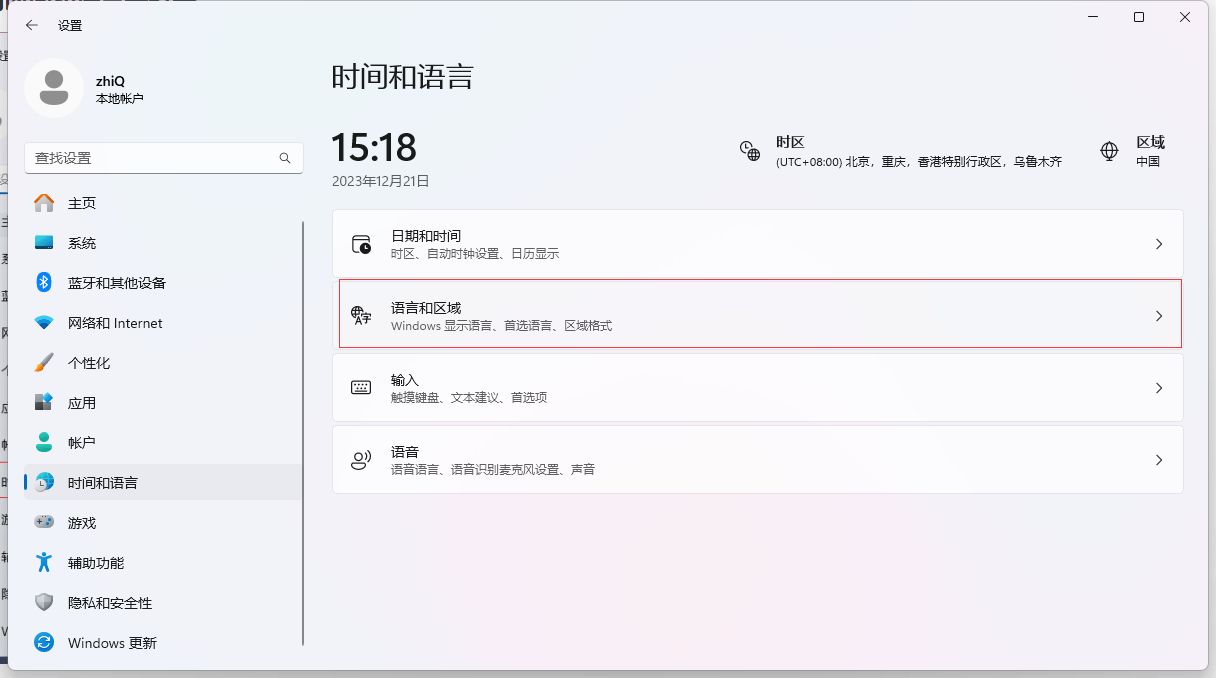 设置
zhiQ
本地帐户
查找设置
主页
系统
蓝牙和其他设备
网络和 Internet
个性化
应用
帐户
时间和语言
游戏
辅助功能
隐私和安全性
Windows 更新
时间和语言
15:18
2023年12月21日
时区
(UTC+08:00) 北京，重庆，香港特别行政区，乌鲁木齐
区域
中国
日期和时间
时区、自动时钟设置、日历显示
语言和区域
Windows 显示语言、首选语言、区域格式
输入
触摸键盘、文本建议、首选项
语音
语音语言、语音识别麦克风设置、声音